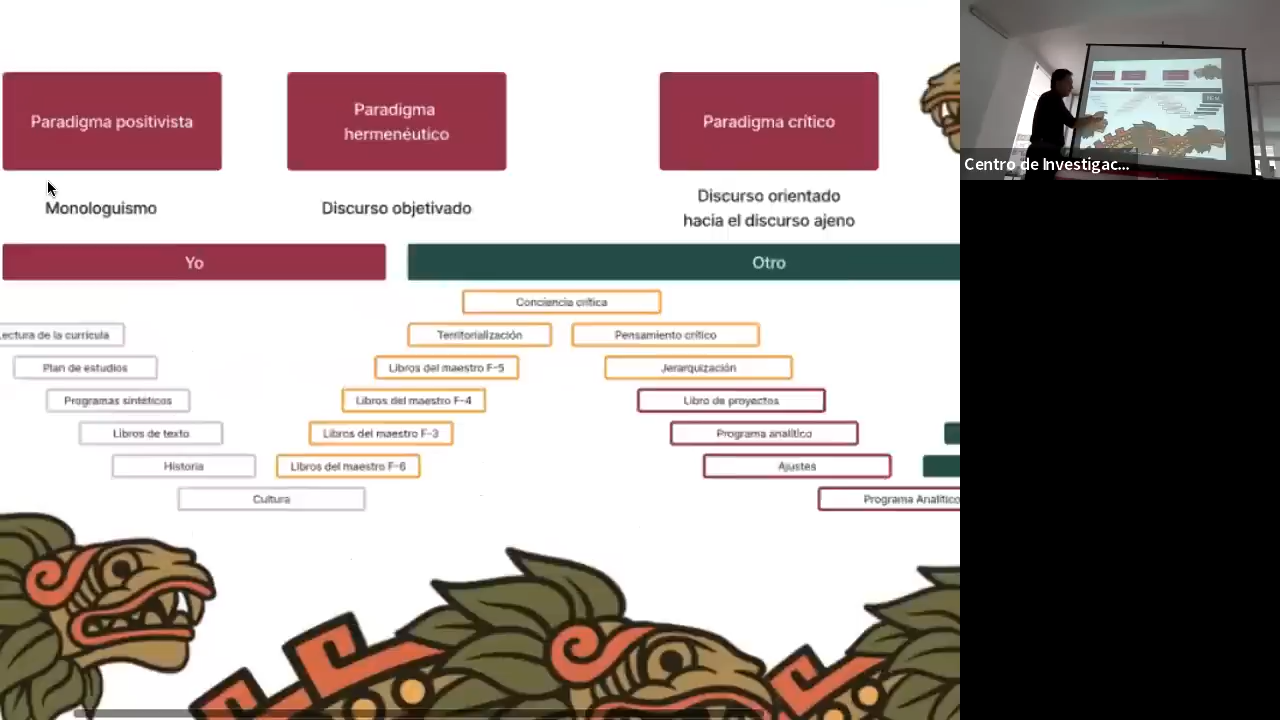 Paradigma positivista
Paradigma
hermenéutico
Paradigma crítico
Monologuismo
Discurso objetivado
Discurso orientado
hacia el discurso ajeno
Yo
Otro
Conciencia crítica
Lectura de la currícula
Territorialización
Pensamiento crítico
Plan de estudios
Libros del maestro F-5
Jerarquización
Programas sintéticos
Libros del maestro F-4
Libro de proyectos
Libros de texto
Libros del maestro F-3
Programa analítico
Historia
Libros del maestro F-6
Ajustes
Cultura
Programa Analítico
Centro de Investigac...